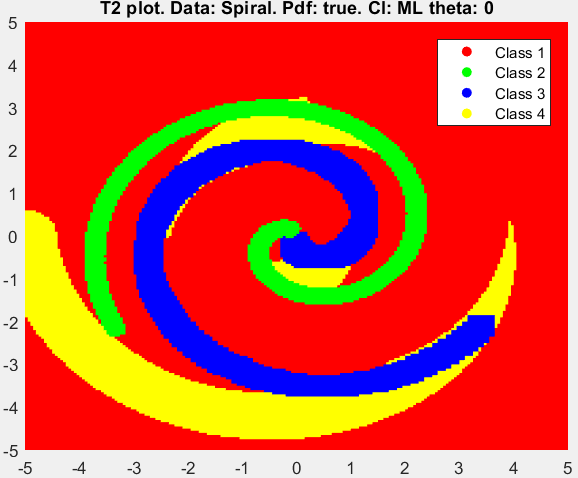 T2 plot. Data: Spiral. Pdf: true. Cl: ML theta: 0
5
4
3
2
1
0
-1
-2
-3
-4
-5
-5 -4 -3 -2 -1 0 1 2 3 4 5
Class 1
Class 2
Class 3
Class 4